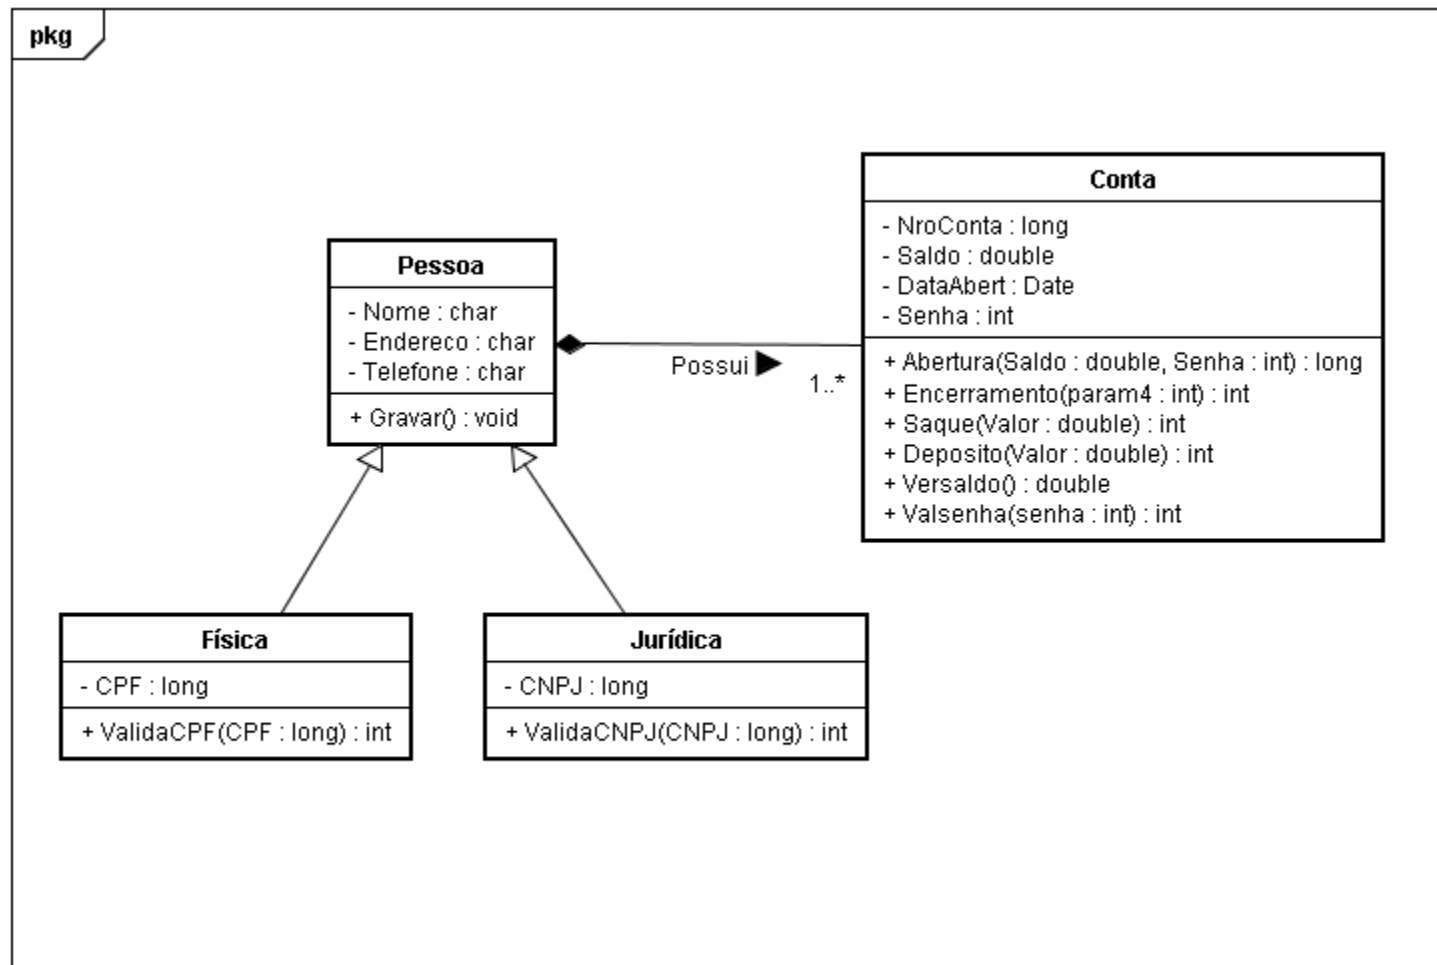 pkg
Pessoa
- Nome : char
- Endereco : char
- Telefone : char
+ Gravar() : void
Possui
1..*
Conta
- NroConta : long
- Saldo : double
- DataAbert : Date
- Senha : int
+ Abertura(Saldo : double, Senha : int) : long
+ Encerramento(param4 : int) : int
+ Saque(Valor : double) : int
+ Deposito(Valor : double) : int
+ Versaldo() : double
+ Valsenha(senha : int) : int
Física
- CPF : long
+ ValidaCPF(CPF : long) : int
Jurídica
- CNPJ : long
+ ValidaCNPJ(CNPJ : long) : int